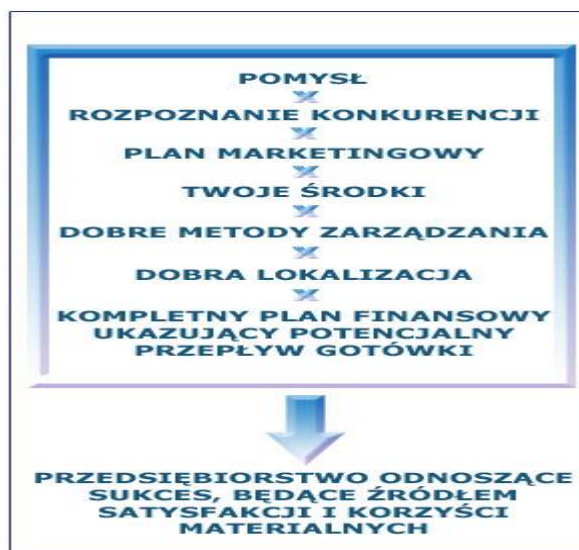 POMYSŁ
X
ROZPOZNANIE KONKURENCJI
X
PLAN MARKETINGOWY
X
TWOJE ŚRODKI
X
DOBRE METODY ZARZĄDZANIA
X
DOBRA LOKALIZACJA
X
KOMPLETNY PLAN FINANSOWY
UKAZUJĄCY POTENCJALNY
PRZEPŁYW GOTÓWKI
PRZEDSIĘBIORSTWO ODNOSZĄCE
SUKCES, BĘDĄCE ŹRÓDŁEM
SATYSFAKCJI I KORZYŚCI
MATERIALNYCH